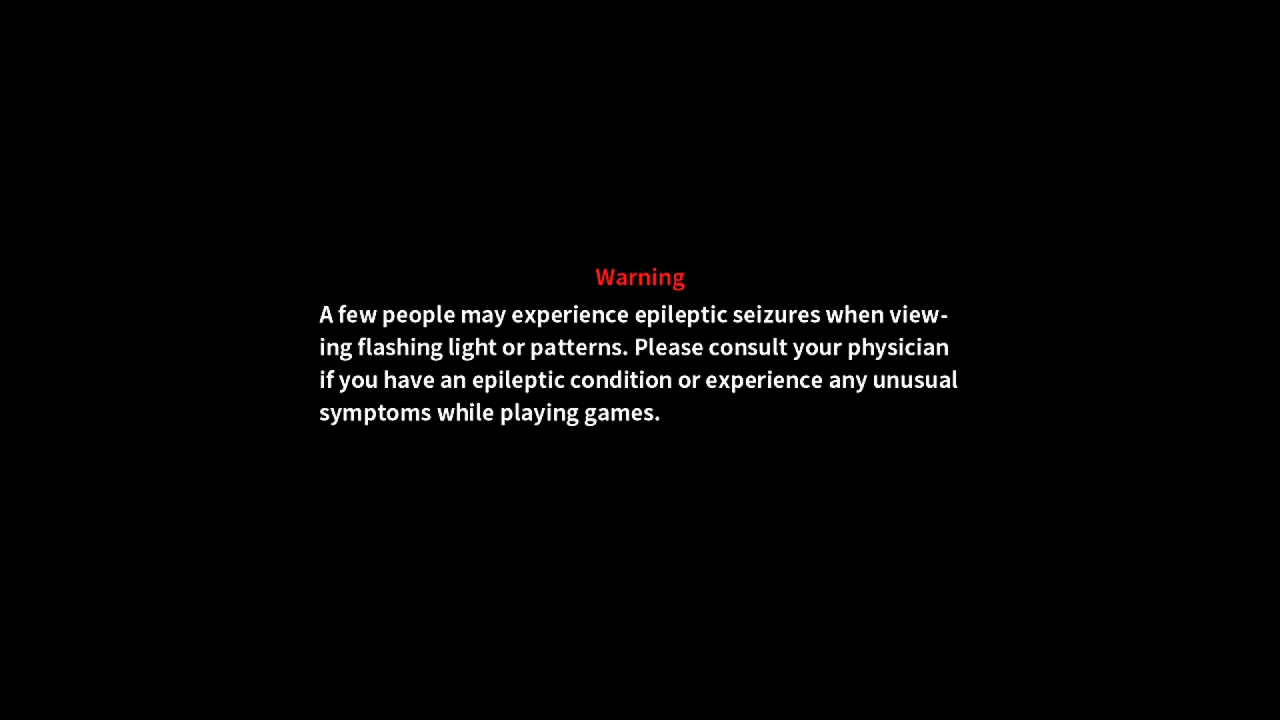 Warning
A few people may experience epileptic seizures when view-
ing flashing light or patterns. Please consult your physician
if you have an epileptic condition or experience any unusual
symptoms while playing games.